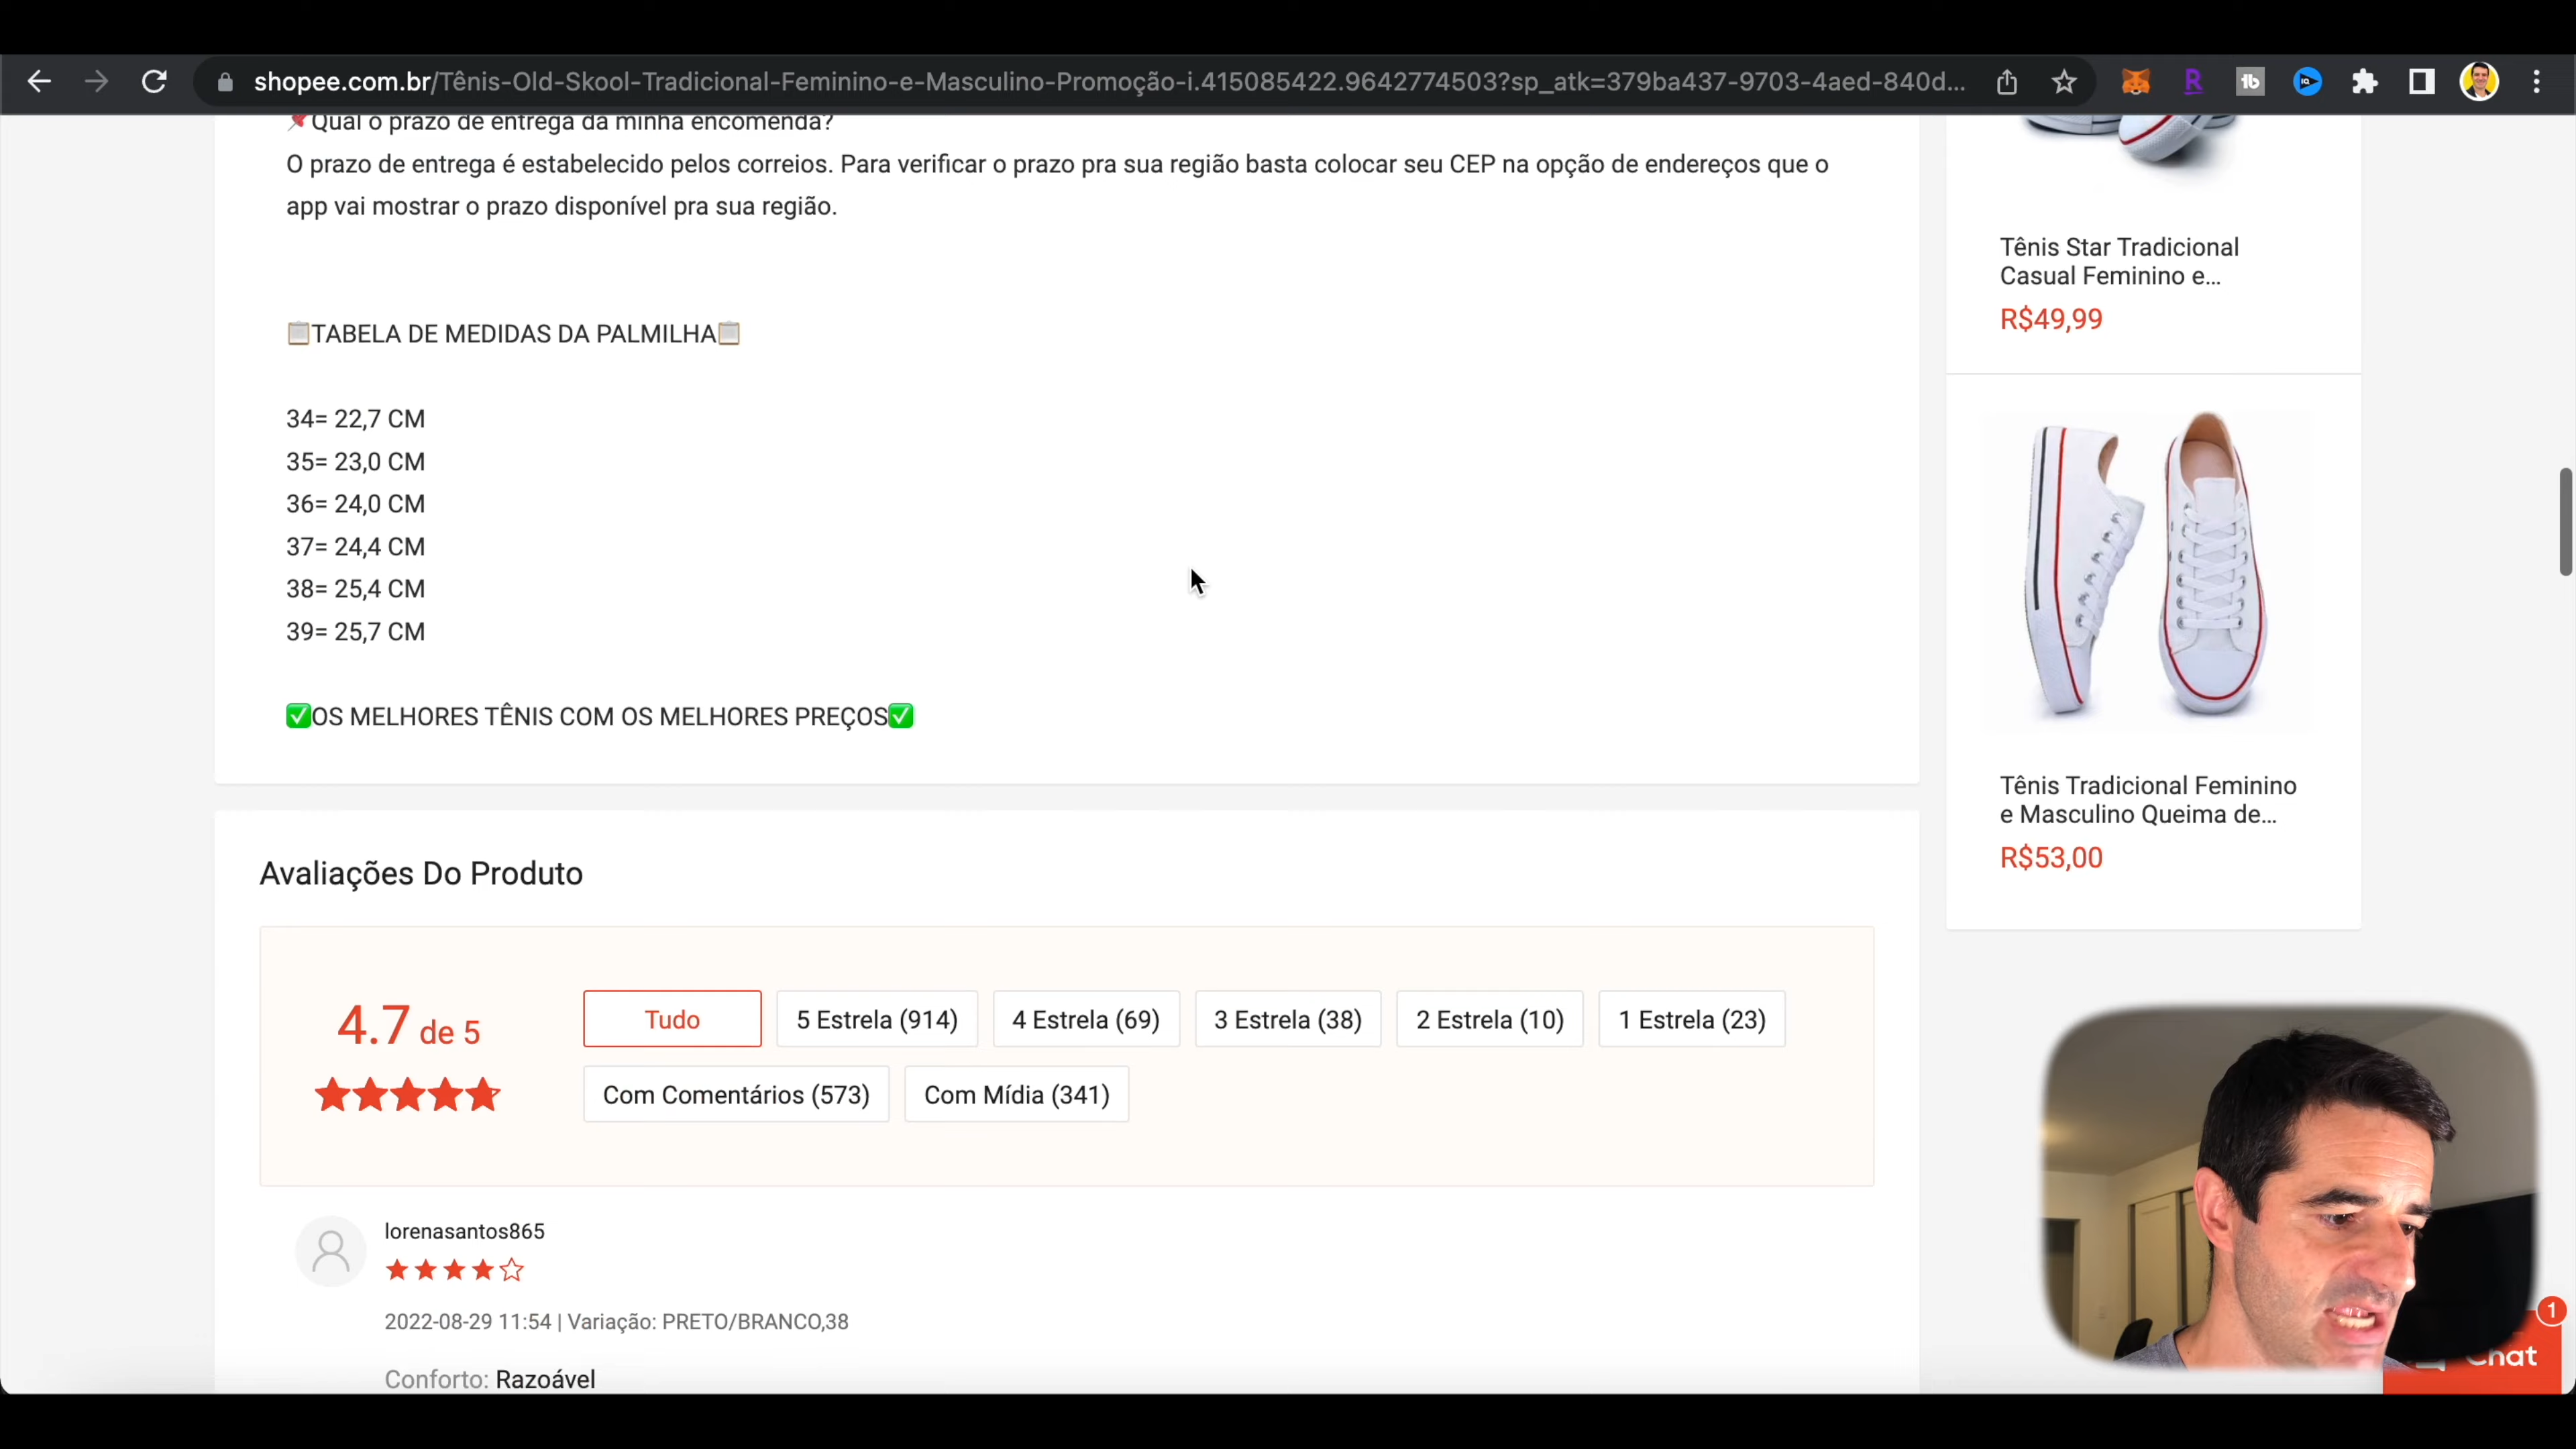 shopee.com.br/Tênis-Old-Skool-Tradicional-Feminino-e-Masculino-Promoção-i.415085422.9642774503?sp_atk=379ba437-9703-4aed-840d...
📌Qual o prazo de entrega da minha encomenda?
O prazo de entrega é estabelecido pelos correios. Para verificar o prazo pra sua região basta colocar seu CEP na opção de endereços que o
app vai mostrar o prazo disponível pra sua região.
📋TABELA DE MEDIDAS DA PALMILHA📋
34= 22,7 CM
35= 23,0 CM
36= 24,0 CM
37= 24,4 CM
38= 25,4 CM
39= 25,7 CM
✅OS MELHORES TÊNIS COM OS MELHORES PREÇOS✅
Tênis Star Tradicional
Casual Feminino e...
R$49,99
Tênis Tradicional Feminino
e Masculino Queima de...
R$53,00
Avaliações Do Produto
4.7 de 5
Tudo
5 Estrela (914)
4 Estrela (69)
3 Estrela (38)
2 Estrela (10)
1 Estrela (23)
Com Comentários (573)
Com Mídia (341)
lorenasantos865
2022-08-29 11:54 | Variação: PRETO/BRANCO,38
Conforto: Razoável
1
Chat